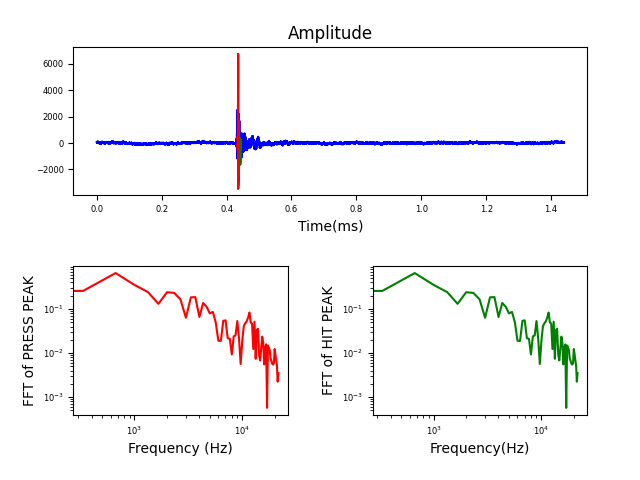 Amplitude
6000
4000
2000
0
−2000
0.0 0.2 0.4 0.6 0.8 1.0 1.2 1.4
Time(ms)
FFT of PRESS PEAK
10⁻¹
10⁻²
10⁻³
10³ 10⁴
Frequency (Hz)
FFT of HIT PEAK
10⁻¹
10⁻²
10⁻³
10³ 10⁴
Frequency(Hz)